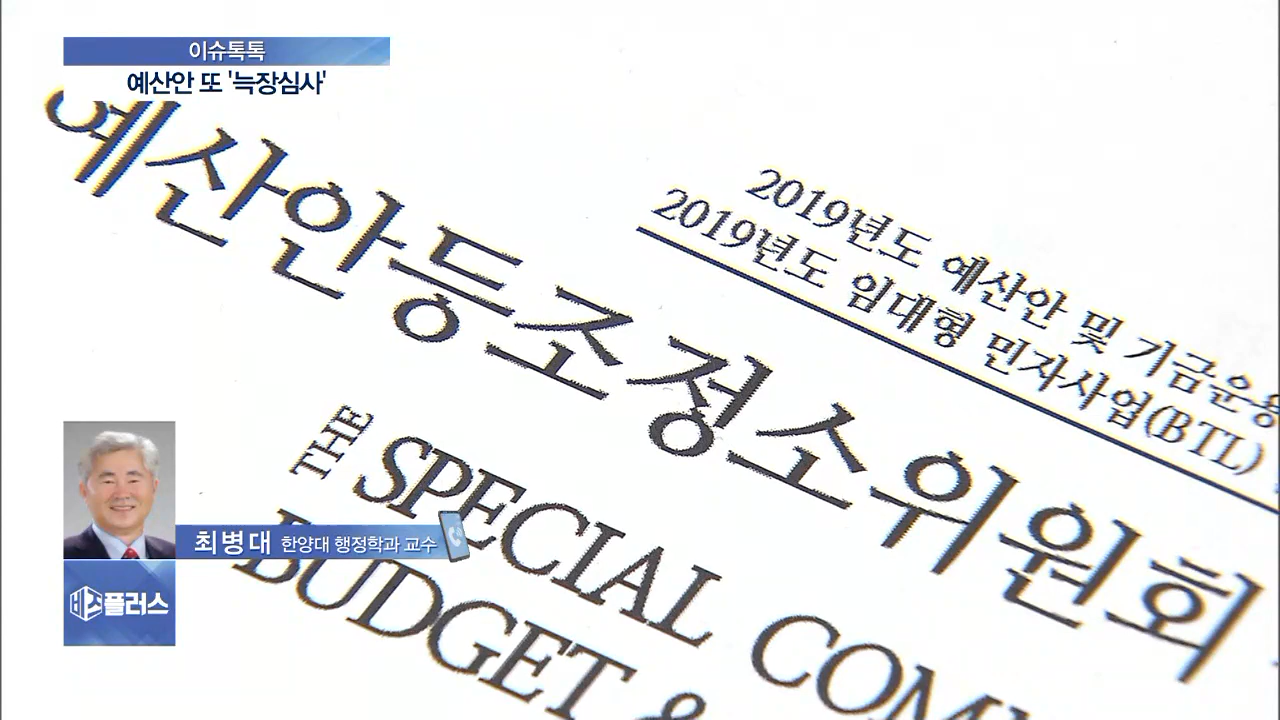 이슈톡톡
예산안 또 '늑장심사'
2019년도 예산안 및 기금운용
2019년도 임대형 민자사업(BTL)
예산안등조정소위원회
THE SPECIAL COM
BUDGET &
최병대 한양대 행정학과 교수
비즈플러스